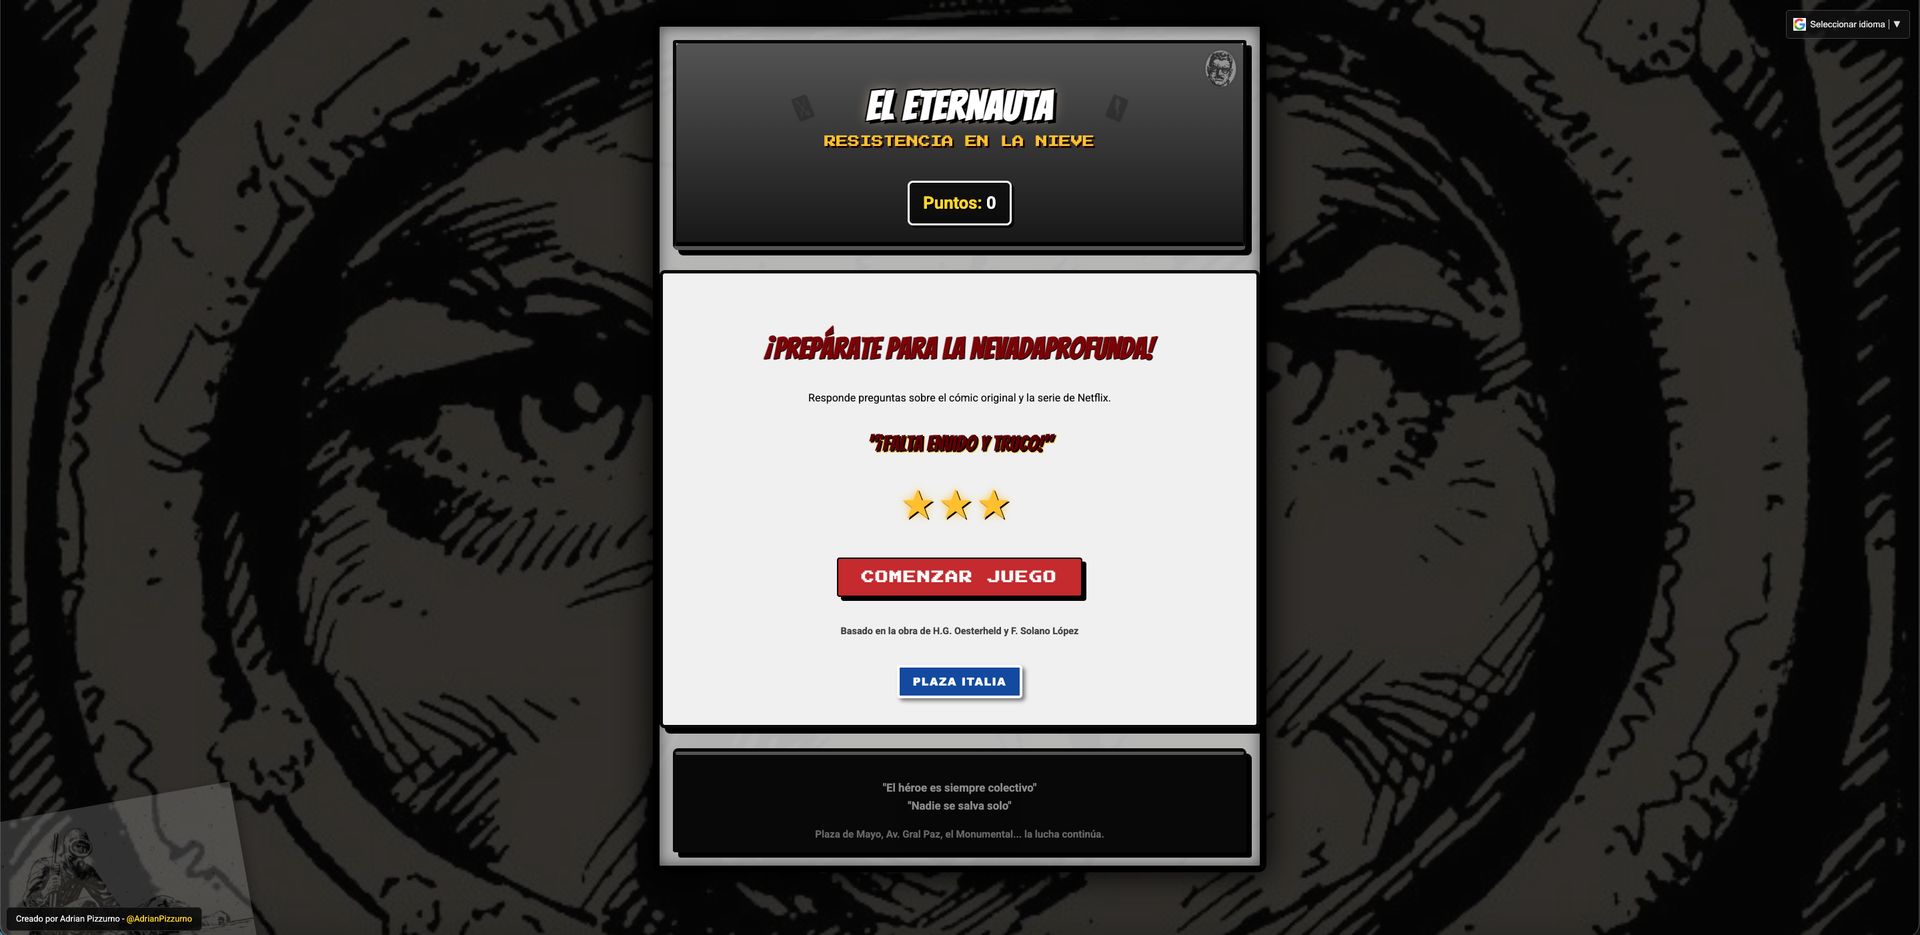 Seleccionar idioma | ▼
EL ETERNAUTA
RESISTENCIA EN LA NIEVE
Puntos: 0
¡PREPÁRATE PARA LA NEVADAPROFUNDA!
Responde preguntas sobre el cómic original y la serie de Netflix.
"¡FALTA ENVIDO Y TRUCO!"
COMENZAR JUEGO
Basado en la obra de H.G. Oesterheld y F. Solano López
PLAZA ITALIA
"El héroe es siempre colectivo"
"Nadie se salva solo"
Plaza de Mayo, Av. Gral Paz, el Monumental... la lucha continúa.
Creado por Adrian Pizzurno - @AdrianPizzurno